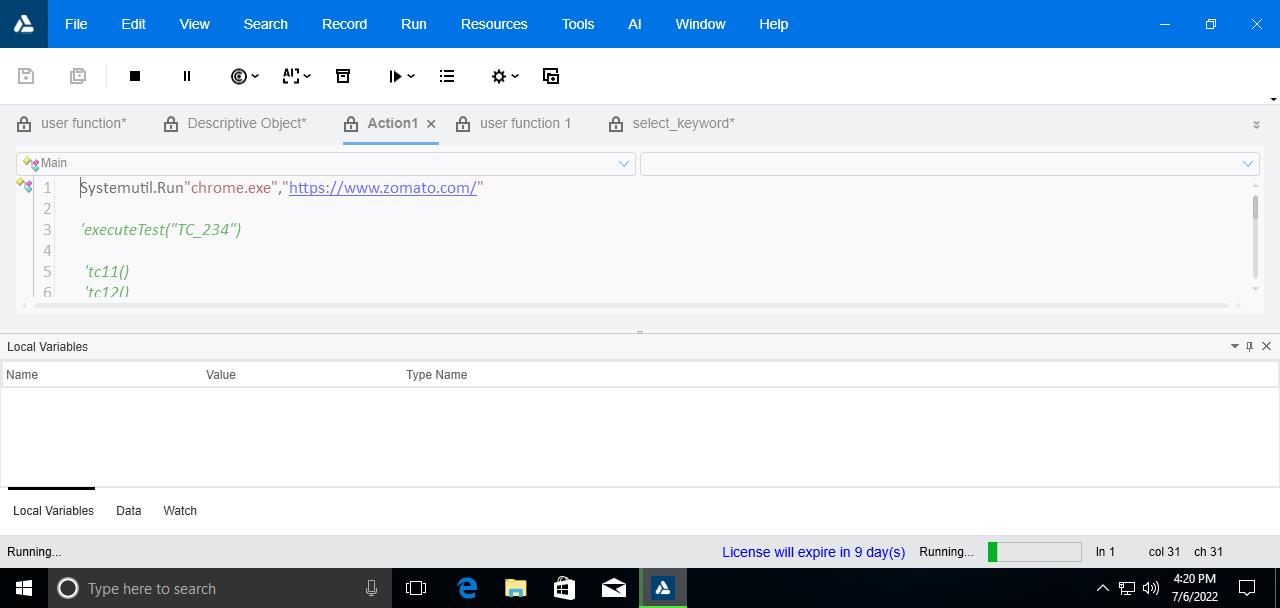 File Edit View Search Record Run Resources Tools AI Window Help
user function* Descriptive Object* Action1 user function 1 select_keyword*
Main
1 Systemutil.Run"chrome.exe","https://www.zomato.com/"
2
3 'executeTest("TC_234")
4
5 'tc11()
6 'tc12()
Local Variables
Name Value Type Name
Local Variables Data Watch
Running... License will expire in 9 day(s) Running... ln 1 col 31 ch 31
Type here to search
4:20 PM
7/6/2022